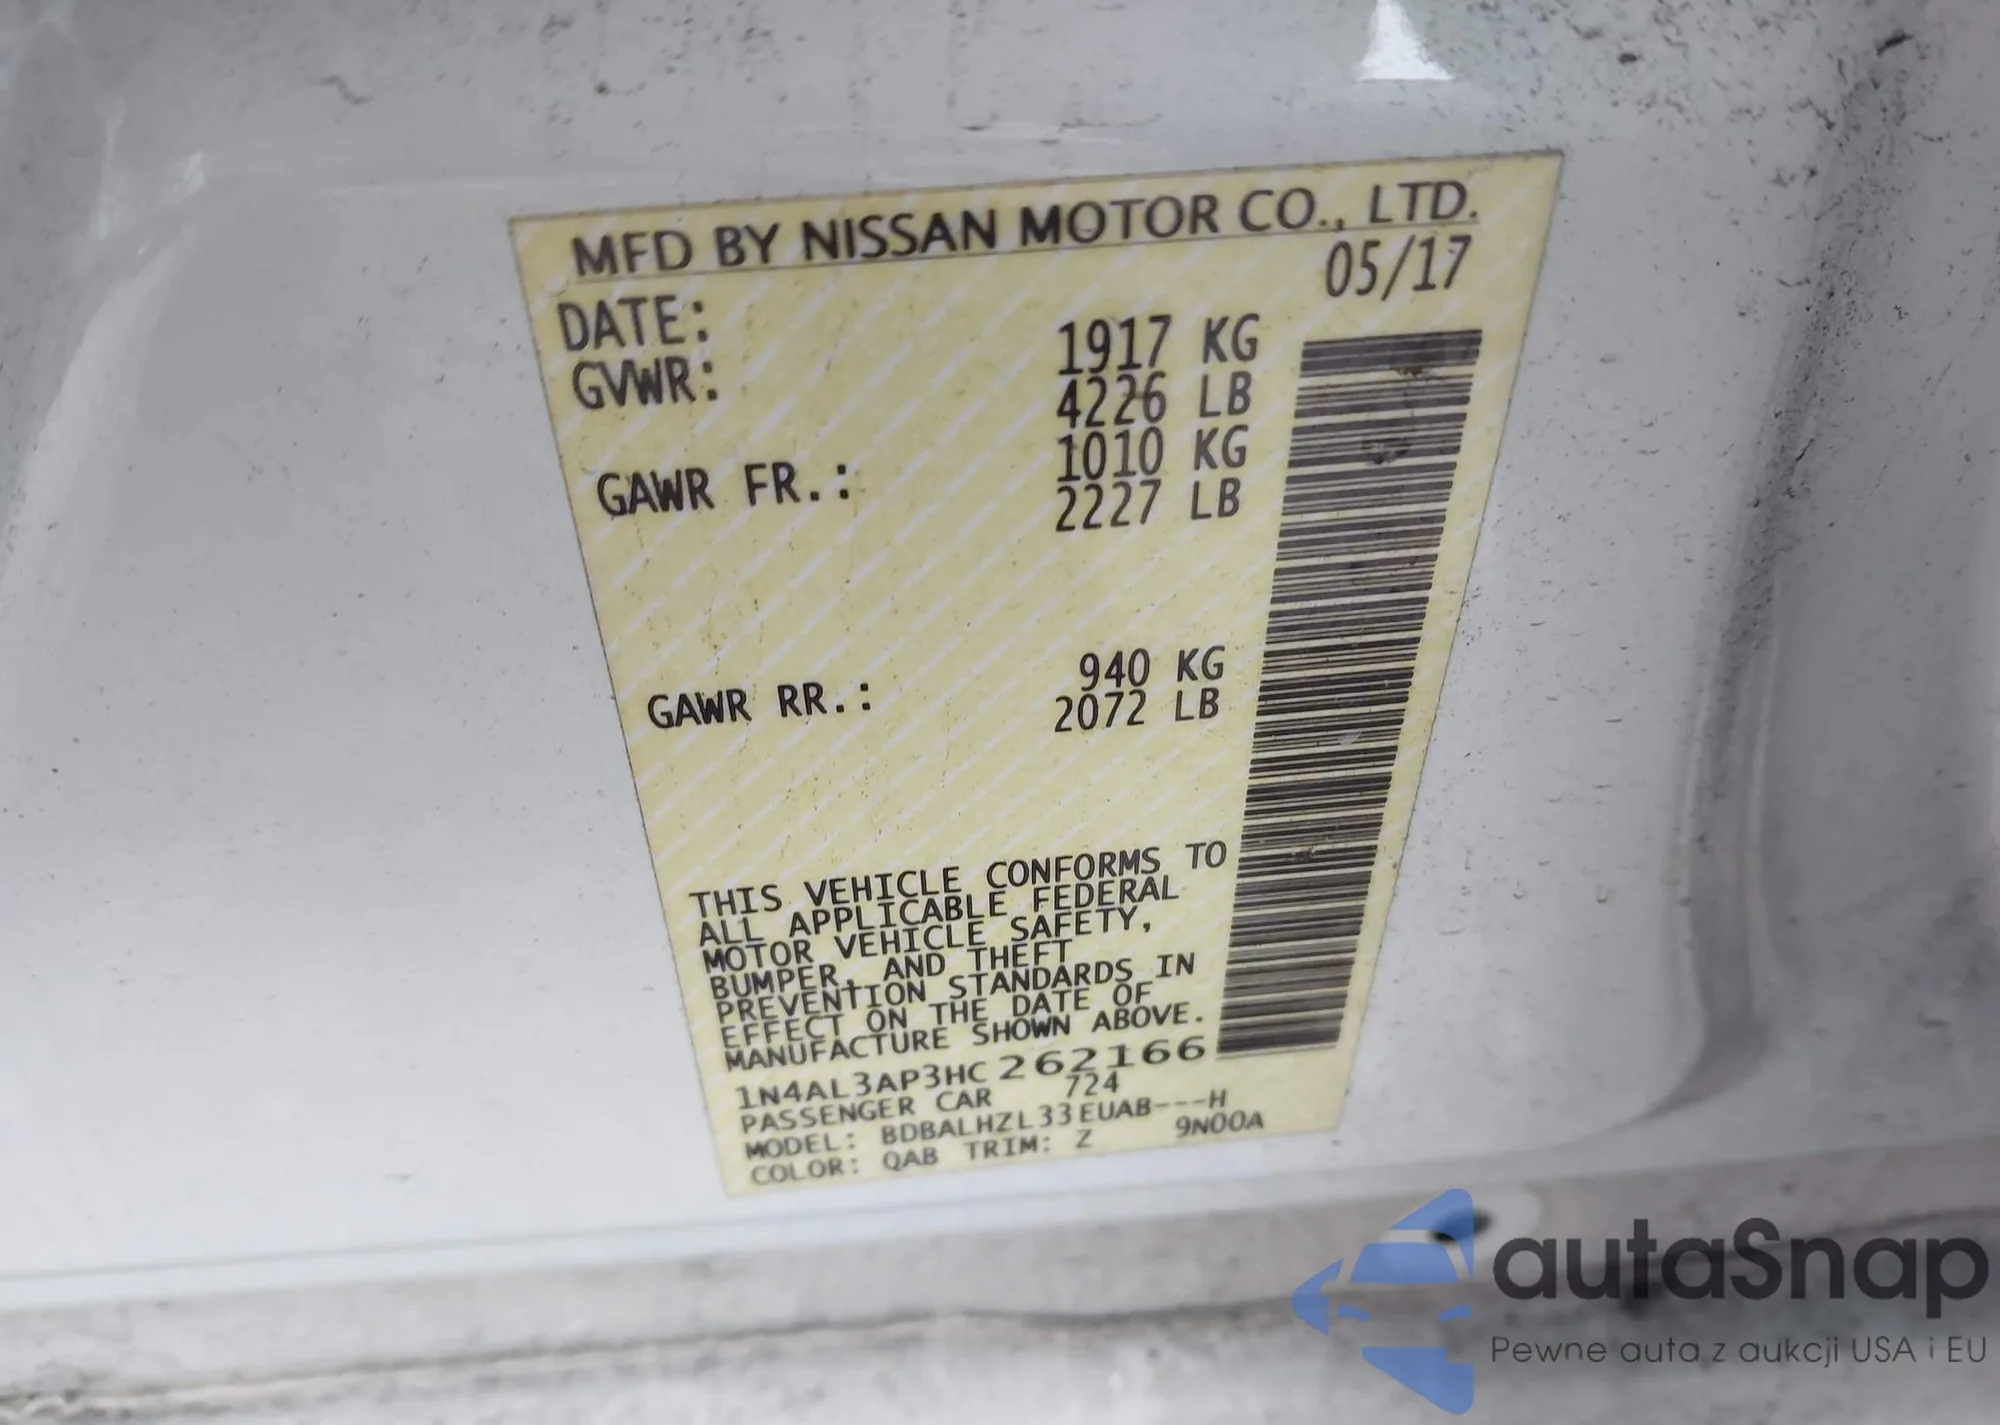 MFD BY NISSAN MOTOR CO., LTD.
DATE: 05/17
GVWR: 1917 KG
4226 LB
GAWR FR.: 1010 KG
2227 LB
GAWR RR.: 940 KG
2072 LB
THIS VEHICLE CONFORMS TO
ALL APPLICABLE FEDERAL
MOTOR VEHICLE SAFETY,
BUMPER, AND THEFT
PREVENTION STANDARDS IN
EFFECT ON THE DATE OF
MANUFACTURE SHOWN ABOVE.
1N4AL3AP3HC262166
PASSENGER CAR 724
MODEL: BDBALHZL33EUAB---H
COLOR: QAB TRIM: Z 9N00A
autaSnap
Pewne auta z aukcji USA i EU